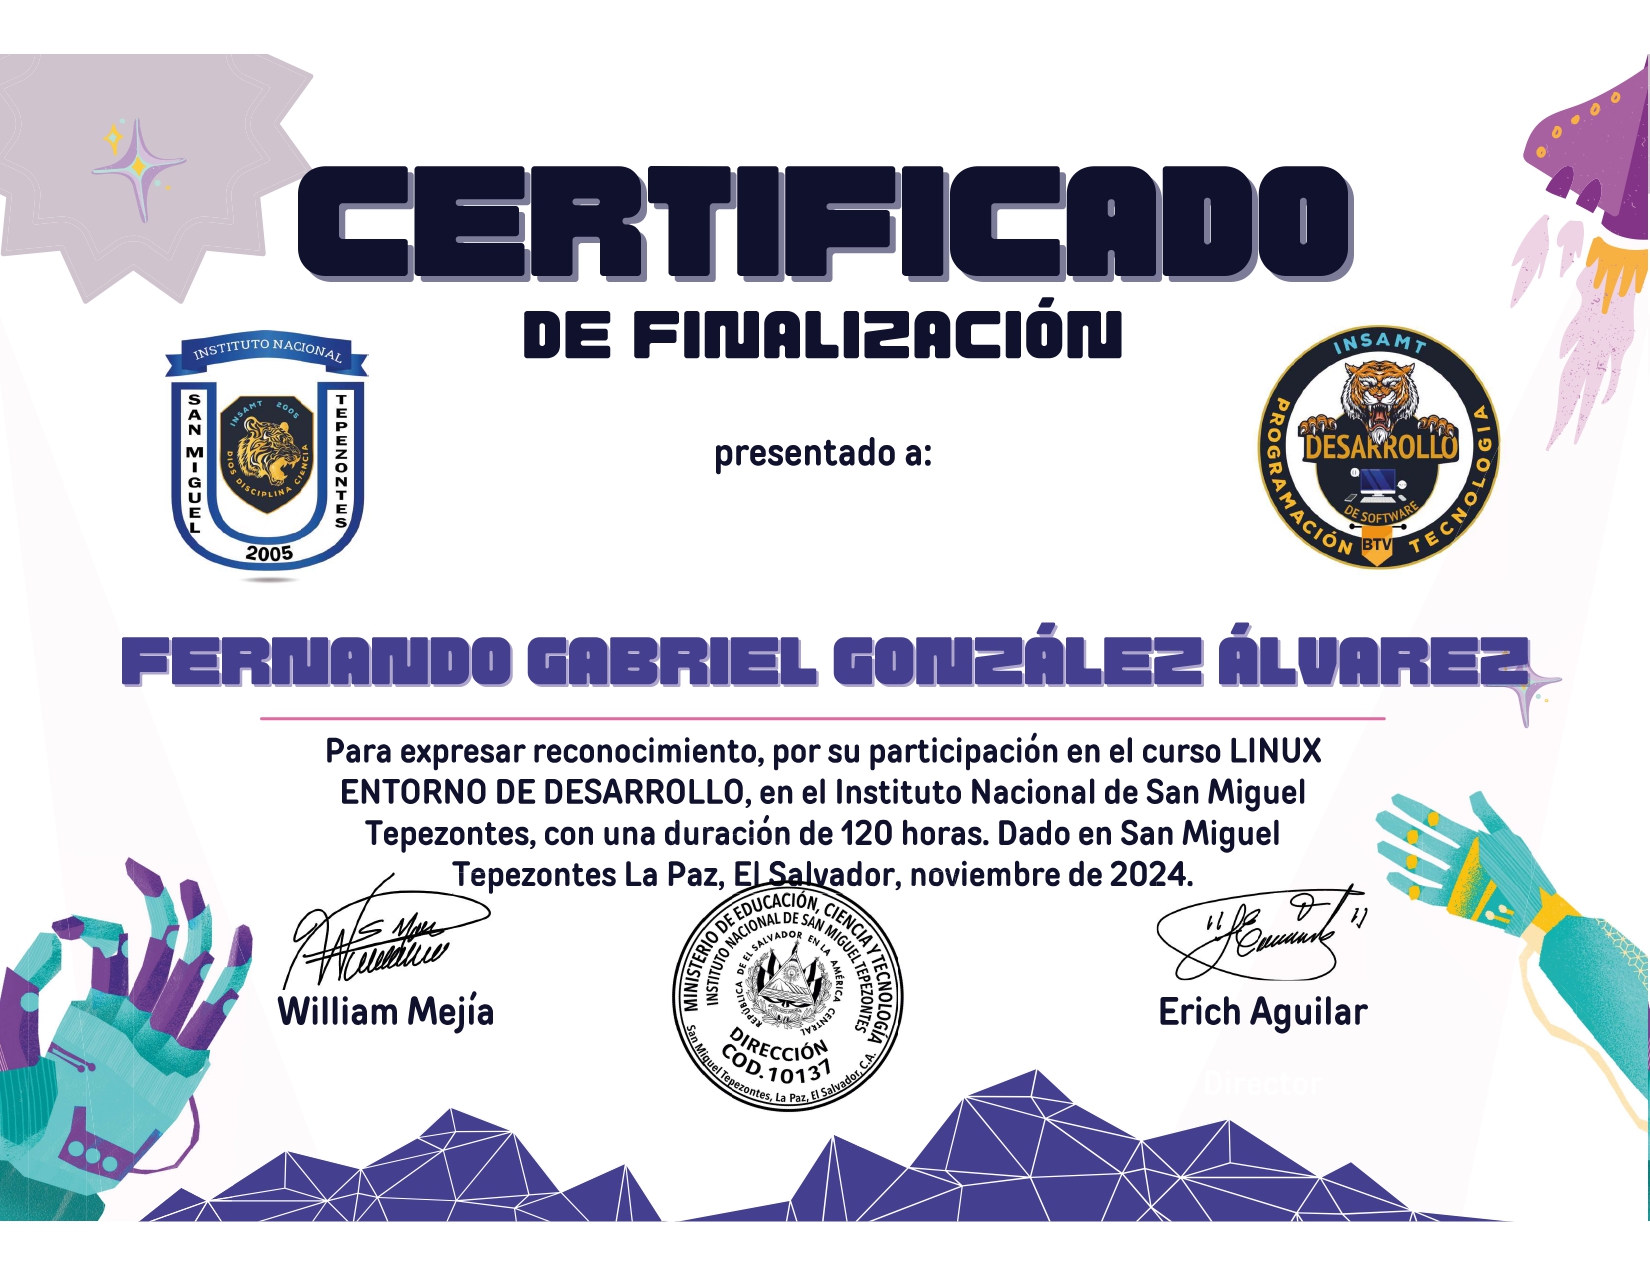 CERTIFICADO
DE FINALIZACIÓN
INSTITUTO NACIONAL
SAN MIGUEL
TEPEZONTES
INSAMT 2005
DIOS DISCIPLINA CIENCIA
2005
INSAMT
PROGRAMACIÓN
TECNOLOGIA
DESARROLLO
DE SOFTWARE
BTV
presentado a:
FERNANDO GABRIEL GONZÁLEZ ÁLVAREZ
Para expresar reconocimiento, por su participación en el curso LINUX
ENTORNO DE DESARROLLO, en el Instituto Nacional de San Miguel
Tepezontes, con una duración de 120 horas. Dado en San Miguel
Tepezontes La Paz, El Salvador, noviembre de 2024.
William Mejía
MINISTERIO DE EDUCACIÓN, CIENCIA Y TECNOLOGÍA
INSTITUTO NACIONAL DE SAN MIGUEL TEPEZONTES
REPÚBLICA DE EL SALVADOR EN LA AMÉRICA CENTRAL
DIRECCIÓN
COD.10137
San Miguel Tepezontes, La Paz, El Salvador, C.A.
Erich Aguilar
Director